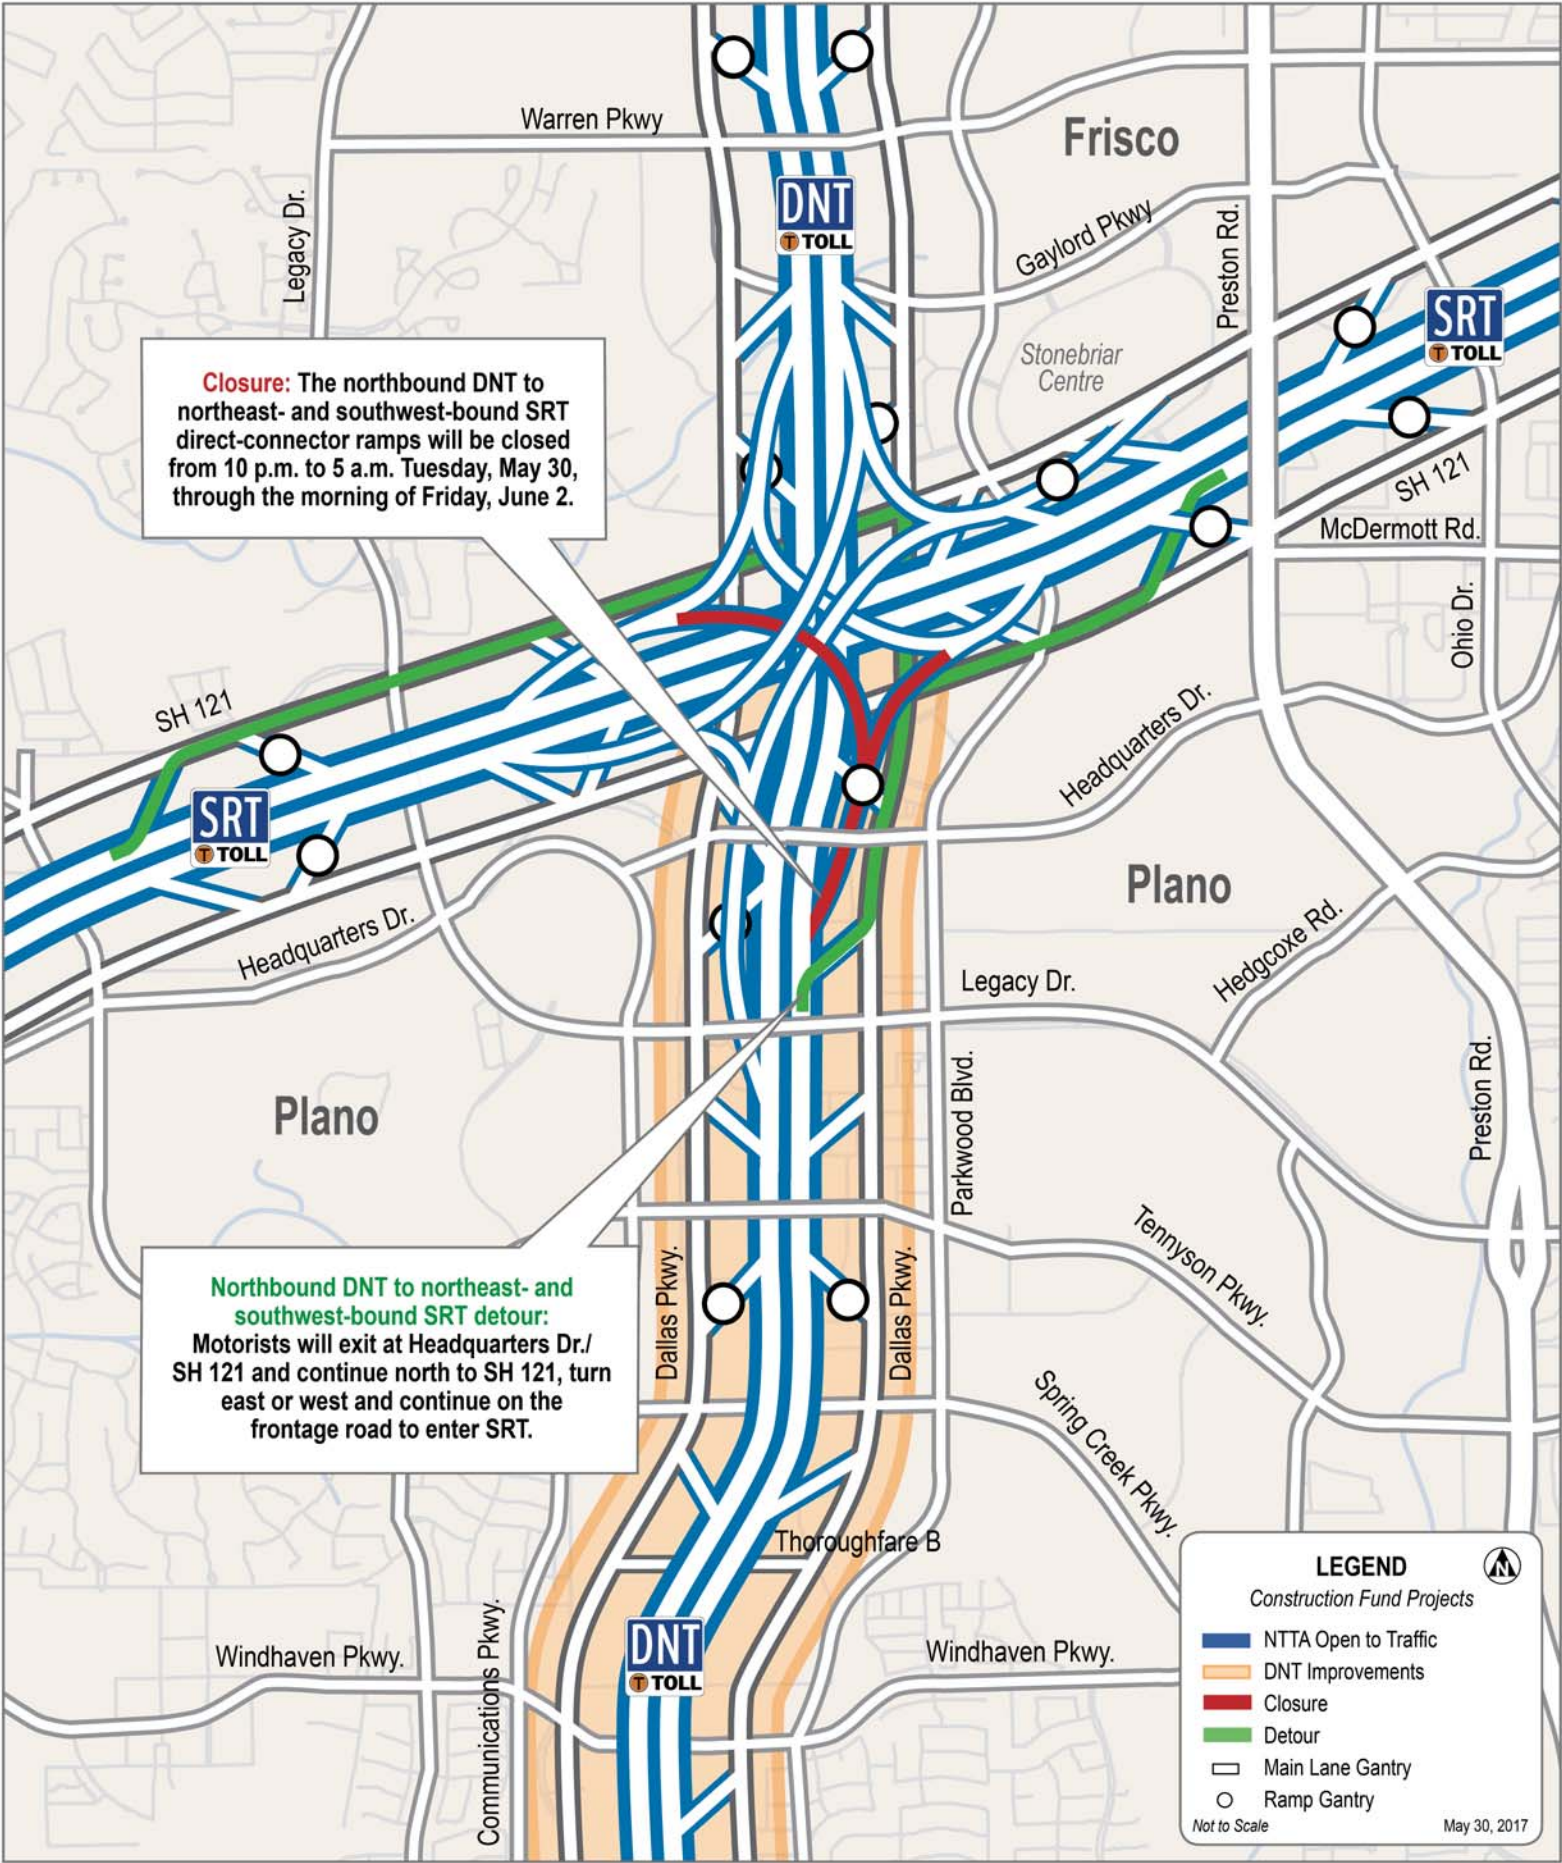 Warren Pkwy
Frisco
DNT
TOLL
Legacy Dr.
Gaylord Pkwy
Preston Rd.
SRT
TOLL
Stonebriar
Centre
Closure: The northbound DNT to
northeast- and southwest-bound SRT
direct-connector ramps will be closed
from 10 p.m. to 5 a.m. Tuesday, May 30,
through the morning of Friday, June 2.
SH 121
McDermott Rd.
Ohio Dr.
SH 121
Headquarters Dr.
SRT
TOLL
Plano
Headquarters Dr.
Hedgcoxe Rd.
Legacy Dr.
Plano
Parkwood Blvd.
Preston Rd.
Tennyson Pkwy.
Dallas Pkwy.
Dallas Pkwy.
Northbound DNT to northeast- and
southwest-bound SRT detour:
Motorists will exit at Headquarters Dr./
SH 121 and continue north to SH 121, turn
east or west and continue on the
frontage road to enter SRT.
Spring Creek Pkwy.
Thoroughfare B
Communications Pkwy.
DNT
TOLL
Windhaven Pkwy.
Windhaven Pkwy.
LEGEND
N
Construction Fund Projects
NTTA Open to Traffic
DNT Improvements
Closure
Detour
Main Lane Gantry
Ramp Gantry
Not to Scale
May 30, 2017